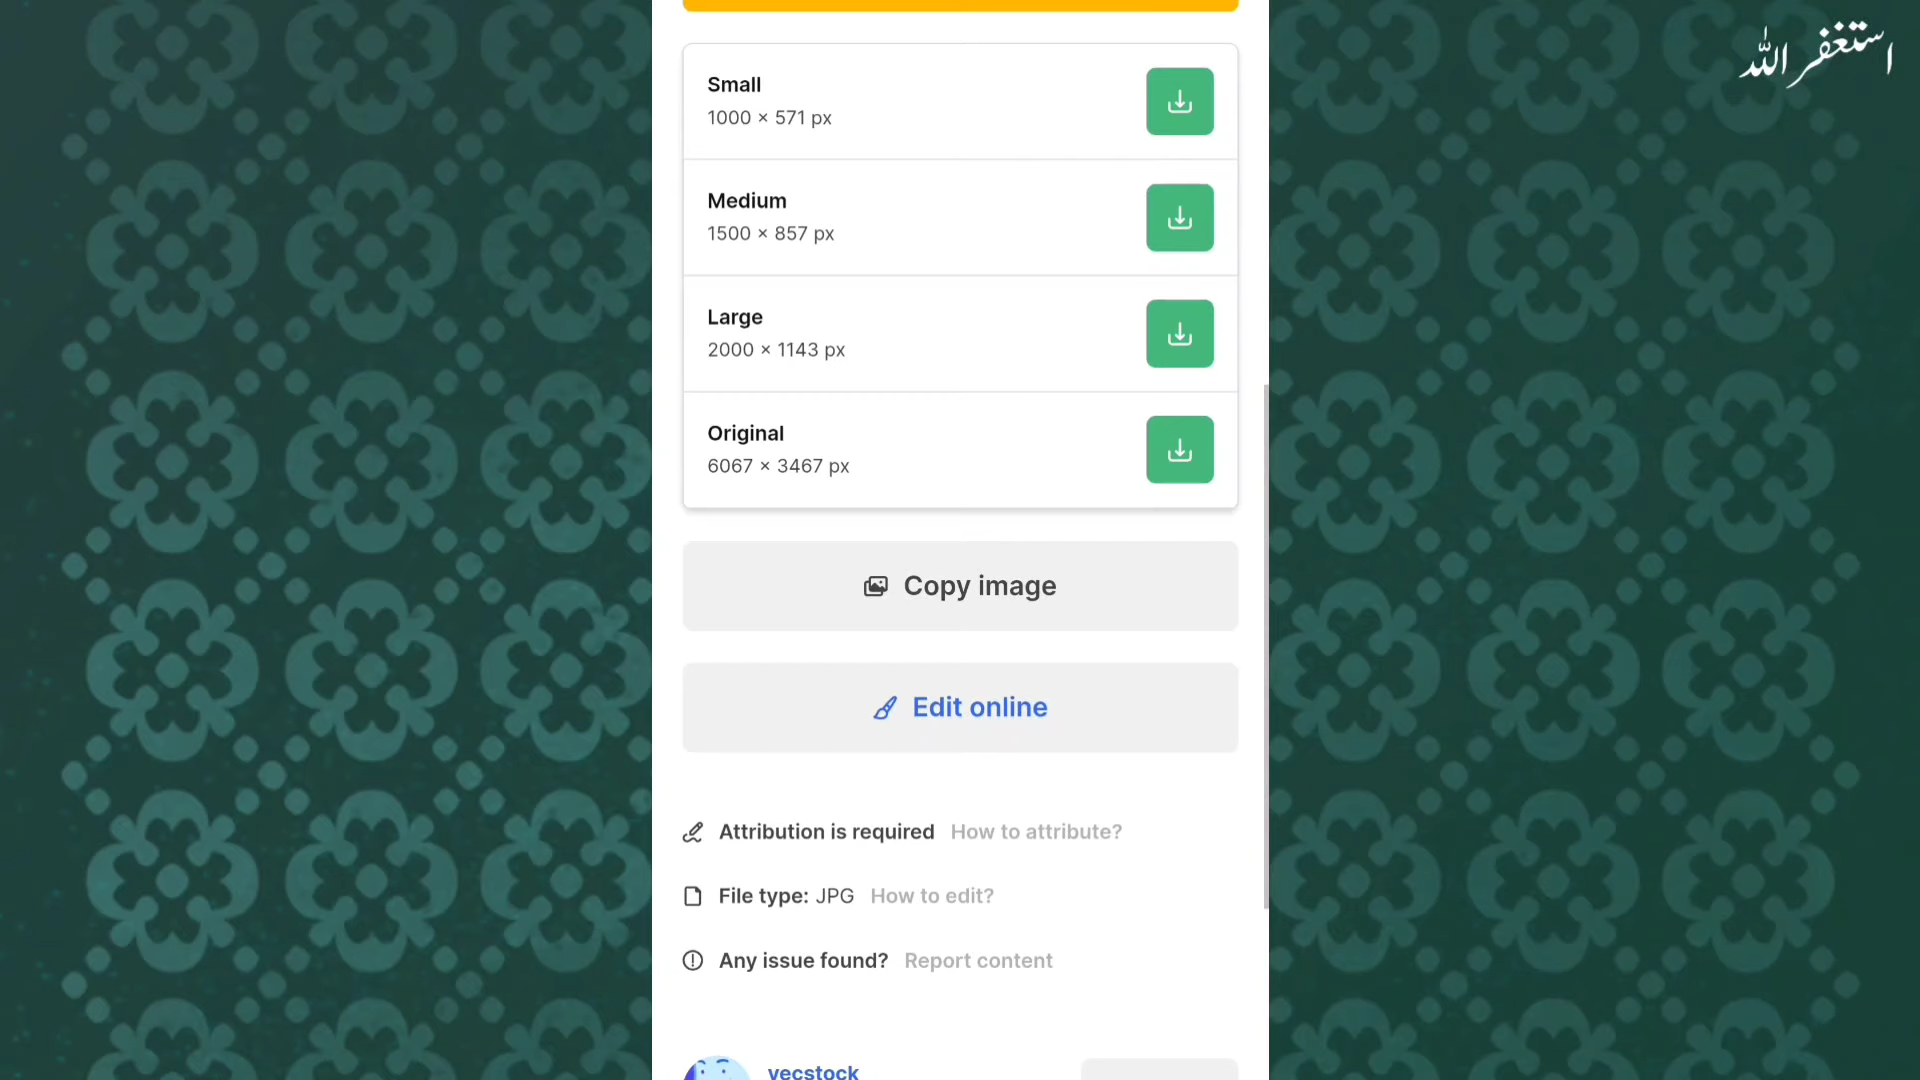 استغفر الله
Small
1000 × 571 px
Medium
1500 × 857 px
Large
2000 × 1143 px
Original
6067 × 3467 px
Copy image
Edit online
Attribution is required How to attribute?
File type: JPG How to edit?
Any issue found? Report content
vecstock